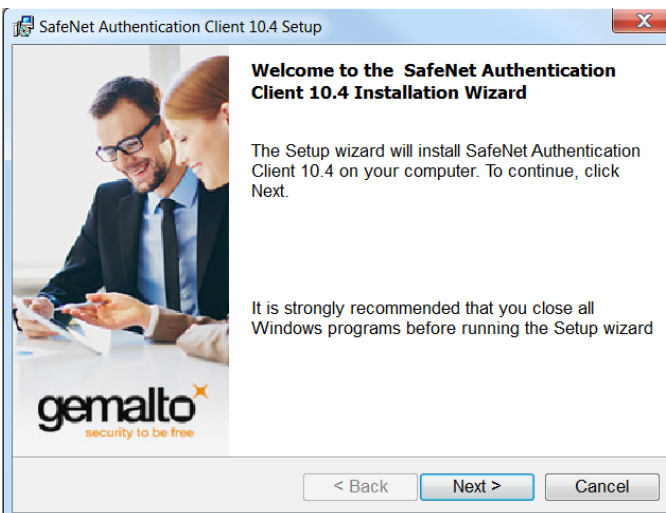 SafeNet Authentication Client 10.4 Setup
X
Welcome to the SafeNet Authentication
Client 10.4 Installation Wizard
The Setup wizard will install SafeNet Authentication
Client 10.4 on your computer. To continue, click
Next.
It is strongly recommended that you close all
Windows programs before running the Setup wizard
gemalto
security to be free
< Back
Next >
Cancel